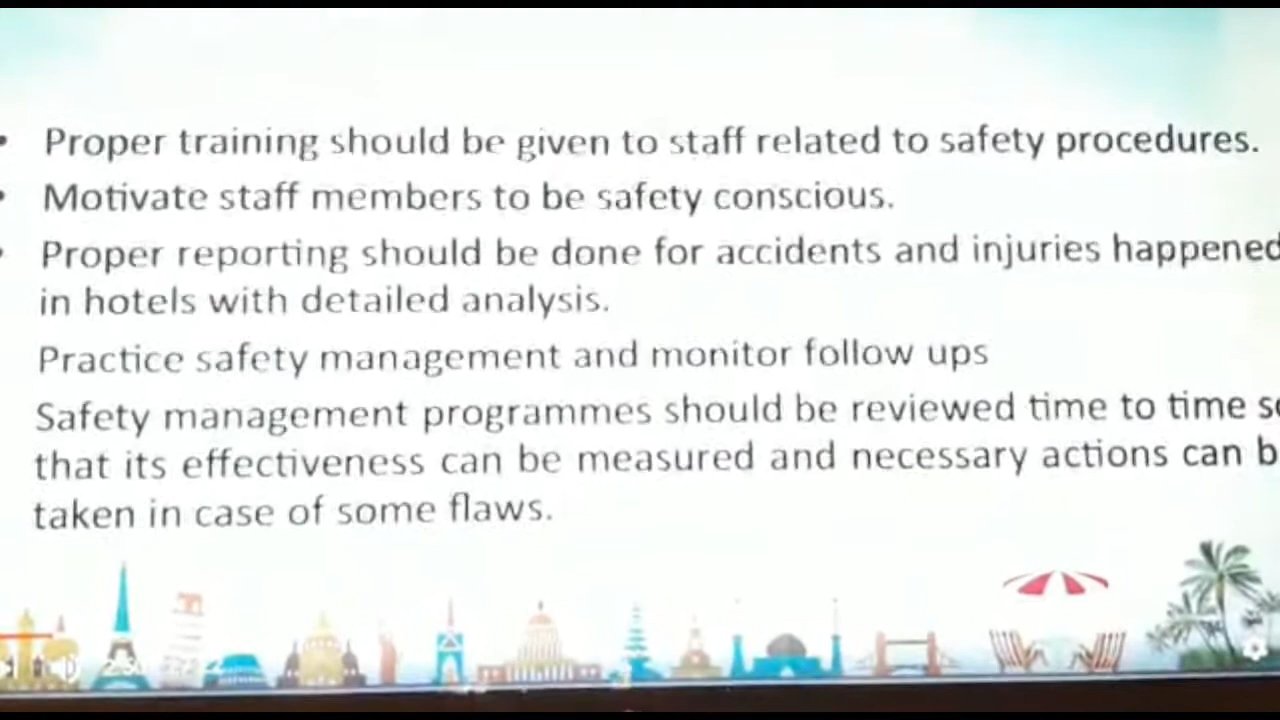 • Proper training should be given to staff related to safety procedures.
• Motivate staff members to be safety conscious.
• Proper reporting should be done for accidents and injuries happened
in hotels with detailed analysis.
Practice safety management and monitor follow ups
Safety management programmes should be reviewed time to time so
that its effectiveness can be measured and necessary actions can b
taken in case of some flaws.